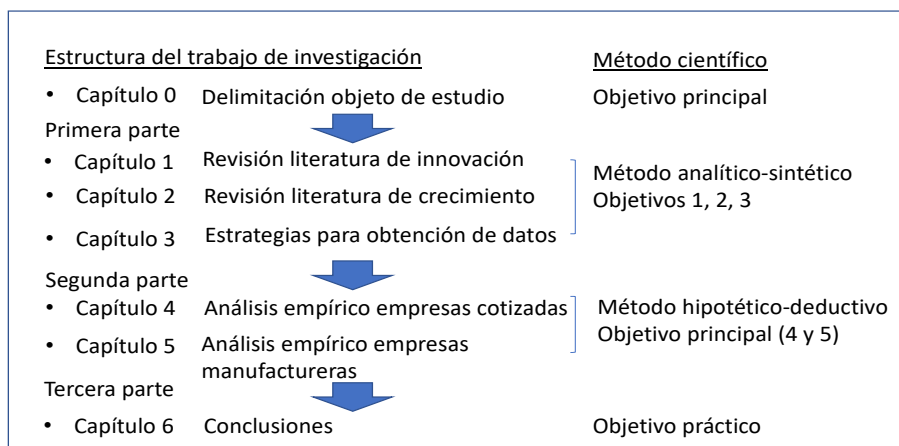 Estructura del trabajo de investigación Método científico
• Capítulo 0 Delimitación objeto de estudio Objetivo principal
Primera parte
• Capítulo 1 Revisión literatura de innovación
Método analítico-sintético
• Capítulo 2 Revisión literatura de crecimiento
Objetivos 1, 2, 3
• Capítulo 3 Estrategias para obtención de datos
Segunda parte
• Capítulo 4 Análisis empírico empresas cotizadas
Método hipotético-deductivo
Objetivo principal (4 y 5)
• Capítulo 5 Análisis empírico empresas
manufactureras
Tercera parte
• Capítulo 6 Conclusiones Objetivo práctico